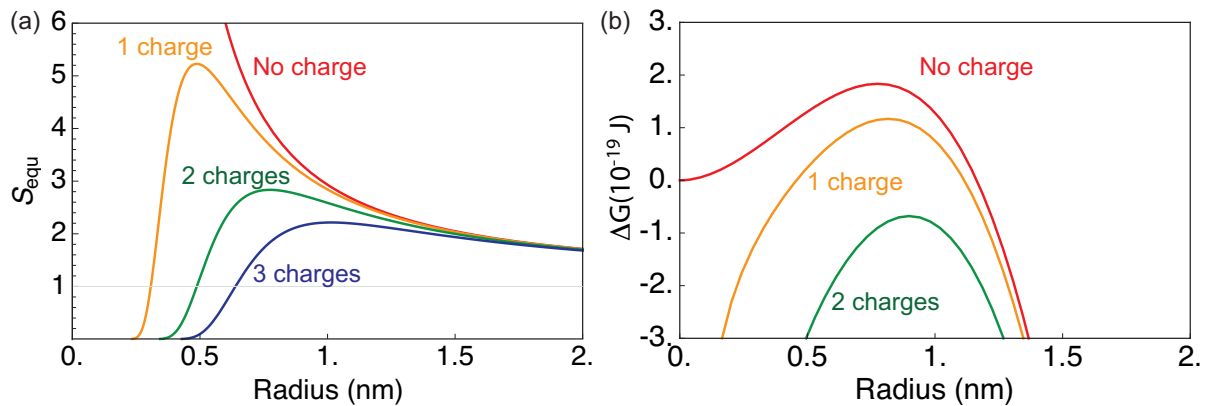 (a)
6
5
4
3
2
1
S_equ
1 charge
No charge
2 charges
3 charges
0.
0.5
1.0
1.5
2.
Radius (nm)
(b)
3.
2.
1.
0.
-1.
-2.
-3.
ΔG(10^-19 J)
No charge
1 charge
2 charges
0.
0.5
1.
1.5
2.
Radius (nm)